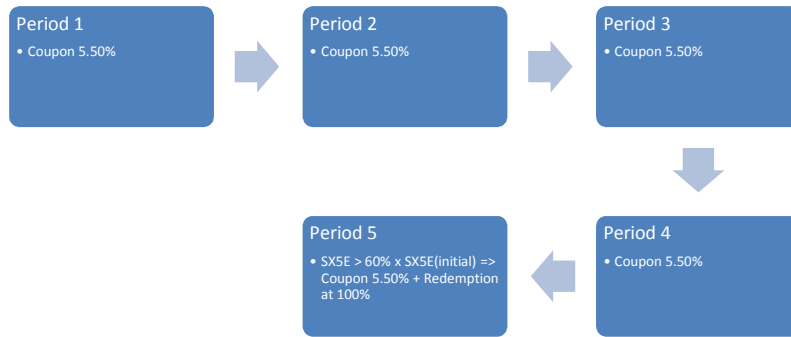 Period 1
• Coupon 5.50%
Period 2
• Coupon 5.50%
Period 3
• Coupon 5.50%
Period 4
• Coupon 5.50%
Period 5
• SX5E > 60% x SX5E(initial) =>
Coupon 5.50% + Redemption
at 100%